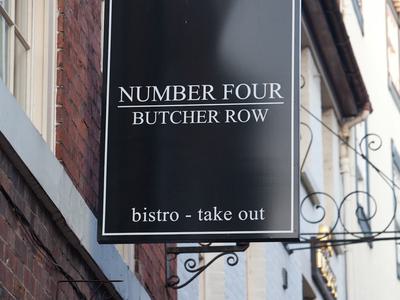 NUMBER FOUR
BUTCHER ROW
bistro - take out